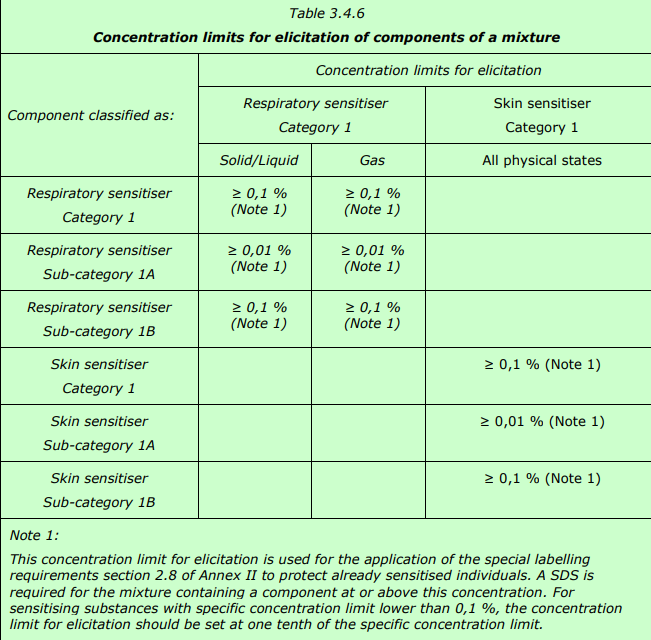 Table 3.4.6
Concentration limits for elicitation of components of a mixture
Component classified as:
Concentration limits for elicitation
Respiratory sensitiser
Category 1
Skin sensitiser
Category 1
Solid/Liquid
Gas
All physical states
Respiratory sensitiser
Category 1
≥ 0,1 %
(Note 1)
≥ 0,1 %
(Note 1)
Respiratory sensitiser
Sub-category 1A
≥ 0,01 %
(Note 1)
≥ 0,01 %
(Note 1)
Respiratory sensitiser
Sub-category 1B
≥ 0,1 %
(Note 1)
≥ 0,1 %
(Note 1)
Skin sensitiser
Category 1
≥ 0,1 % (Note 1)
Skin sensitiser
Sub-category 1A
≥ 0,01 % (Note 1)
Skin sensitiser
Sub-category 1B
≥ 0,1 % (Note 1)
Note 1:
This concentration limit for elicitation is used for the application of the special labelling
requirements section 2.8 of Annex II to protect already sensitised individuals. A SDS is
required for the mixture containing a component at or above this concentration. For
sensitising substances with specific concentration limit lower than 0,1 %, the concentration
limit for elicitation should be set at one tenth of the specific concentration limit.